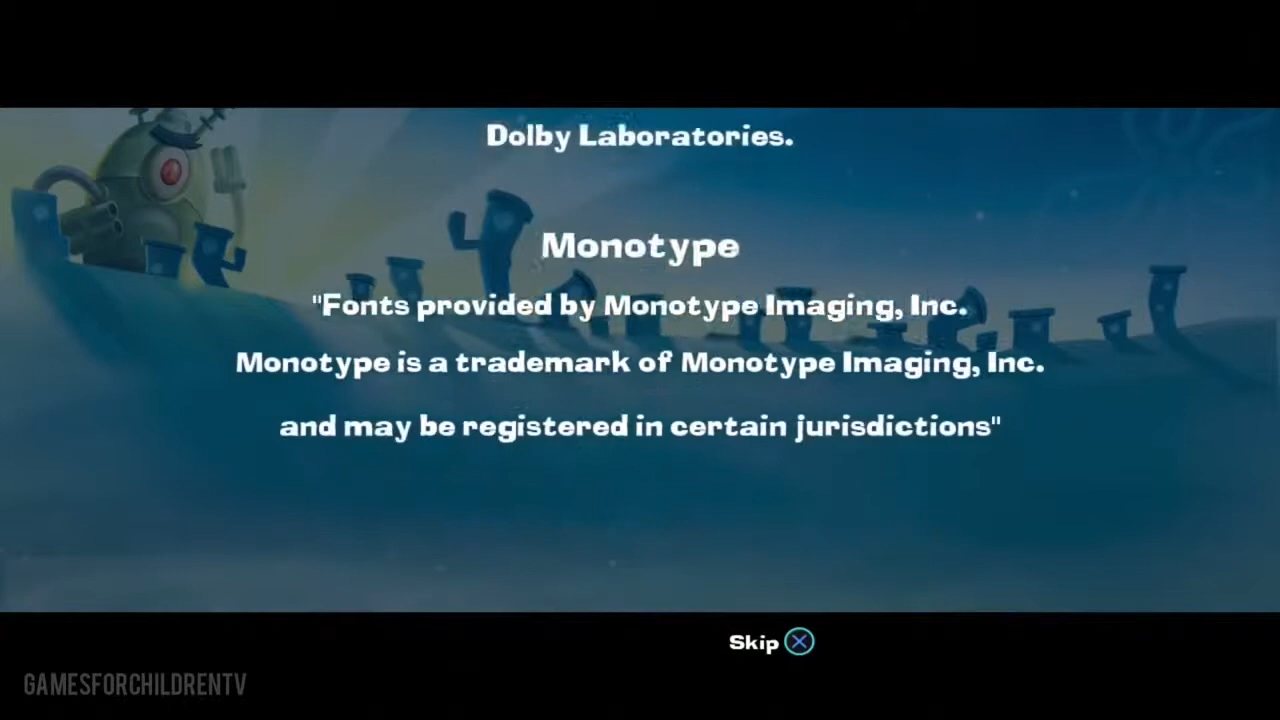 Dolby Laboratories.
Monotype
"Fonts provided by Monotype Imaging, Inc.
Monotype is a trademark of Monotype Imaging, Inc.
and may be registered in certain jurisdictions"
Skip
GAMESFORCHILDRENTV